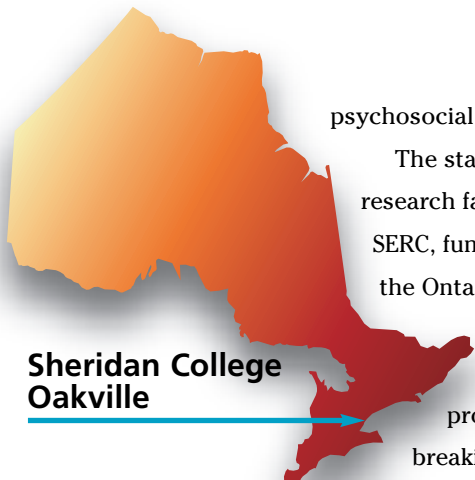 psychosocial
The sta
research fa
SERC, fun
the Onta
Sheridan College
Oakville
pro
breaki